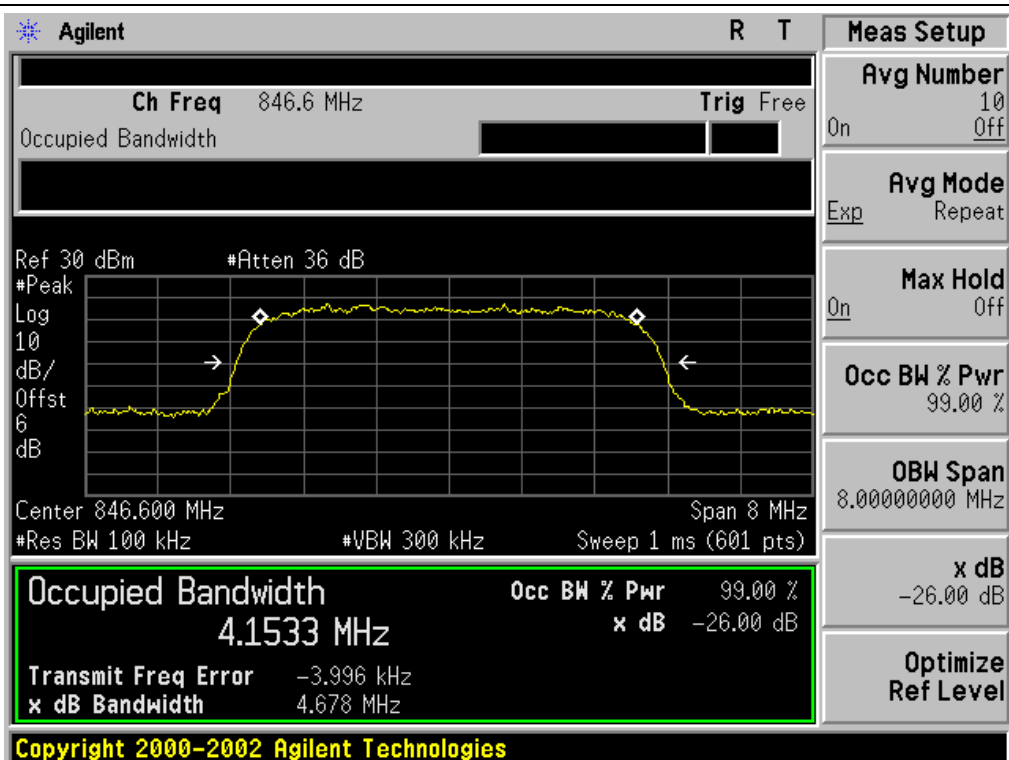 Agilent R T
Ch Freq 846.6 MHz Trig Free
Occupied Bandwidth
Ref 30 dBm #Atten 36 dB
#Peak
Log
10
dB/
Offst
6
dB
Center 846.600 MHz Span 8 MHz
#Res BW 100 kHz #VBW 300 kHz Sweep 1 ms (601 pts)
Occupied Bandwidth Occ BW % Pwr 99.00 %
4.1533 MHz x dB -26.00 dB
Transmit Freq Error -3.996 kHz
x dB Bandwidth 4.678 MHz
Copyright 2000-2002 Agilent Technologies
Meas Setup
Avg Number
10
On Off
Avg Mode
Exp Repeat
Max Hold
On Off
Occ BW % Pwr
99.00 %
OBW Span
8.00000000 MHz
x dB
-26.00 dB
Optimize
Ref Level